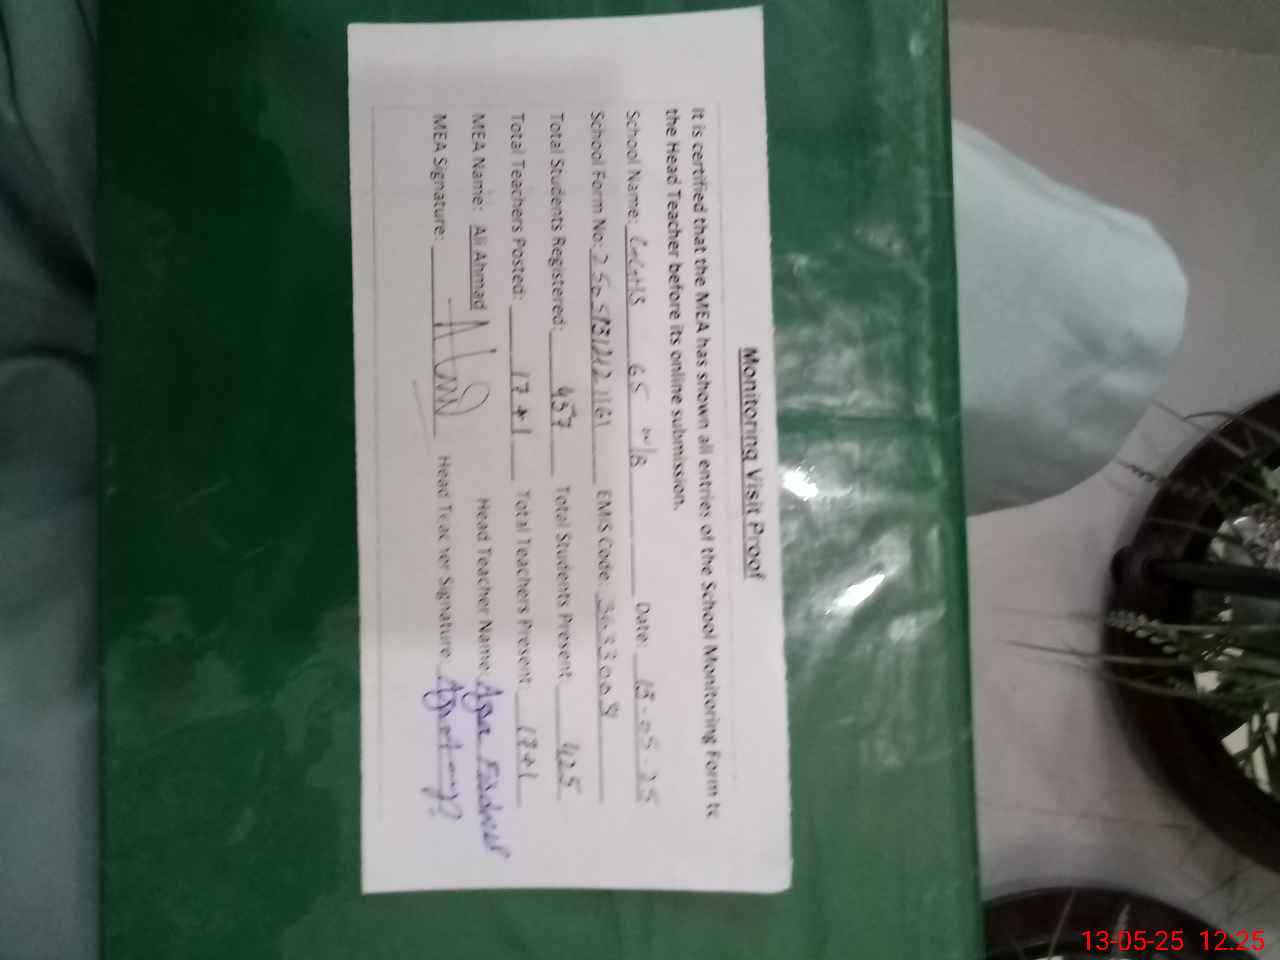 Monitoring Visit Proof
It is certified that the MEA has shown all entries of the School Monitoring Form to
the Head Teacher before its online submission.
School Name: 65 W/B Date: 13-05-25
School Form No: EMIS Code:
Total Students Registered: 457 Total Students Present 425
Total Teachers Posted: 17+1 Total Teachers Present 17+1
MEA Name: Ali Ahmad Head Teacher Name
MEA Signature: Head Teacher Signature:
13-05-25 12.25